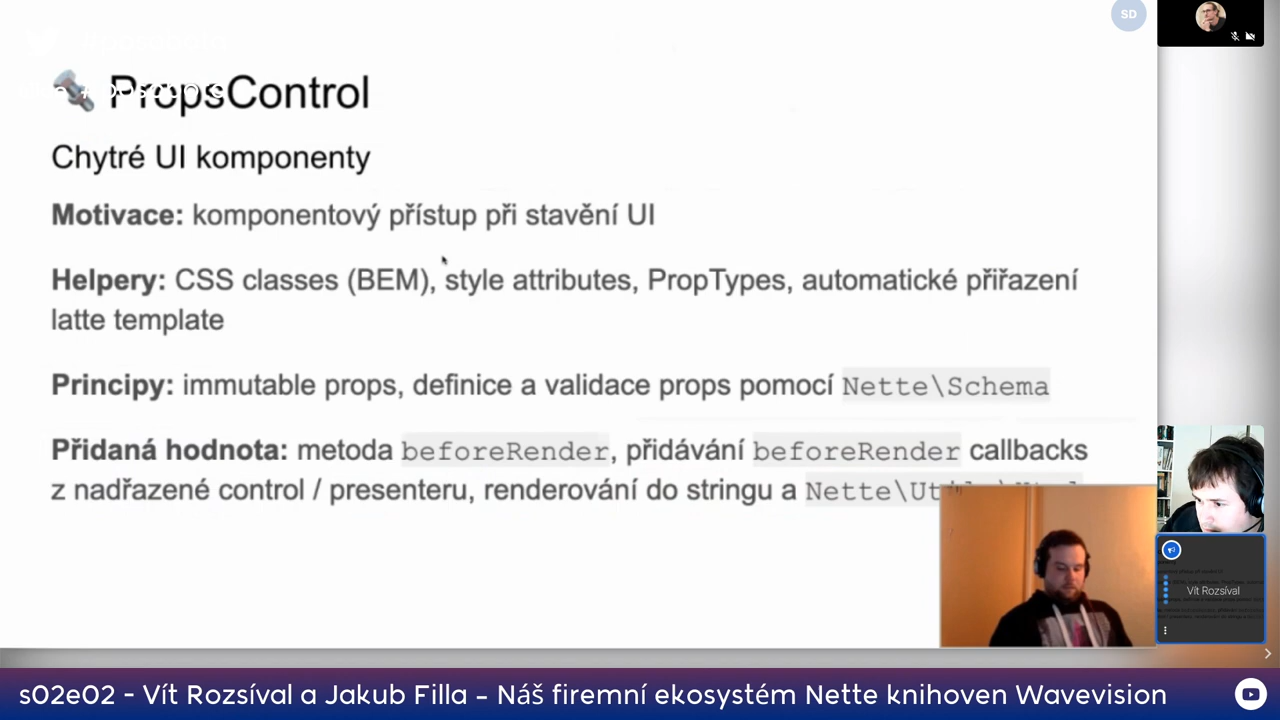 SD
PropsControl
Chytré UI komponenty
Motivace: komponentový přístup při stavění UI
Helpery: CSS classes (BEM), style attributes, PropTypes, automatické přiřazení
latte template
Principy: immutable props, definice a validace props pomocí Nette\Schema
Přidaná hodnota: metoda beforeRender, přidávání beforeRender callbacks
z nadřazené control / presenteru, renderování do stringu a
Vít Rozsíval
s02e02 - Vít Rozsíval a Jakub Filla – Náš firemní ekosystém Nette knihoven Wavevision